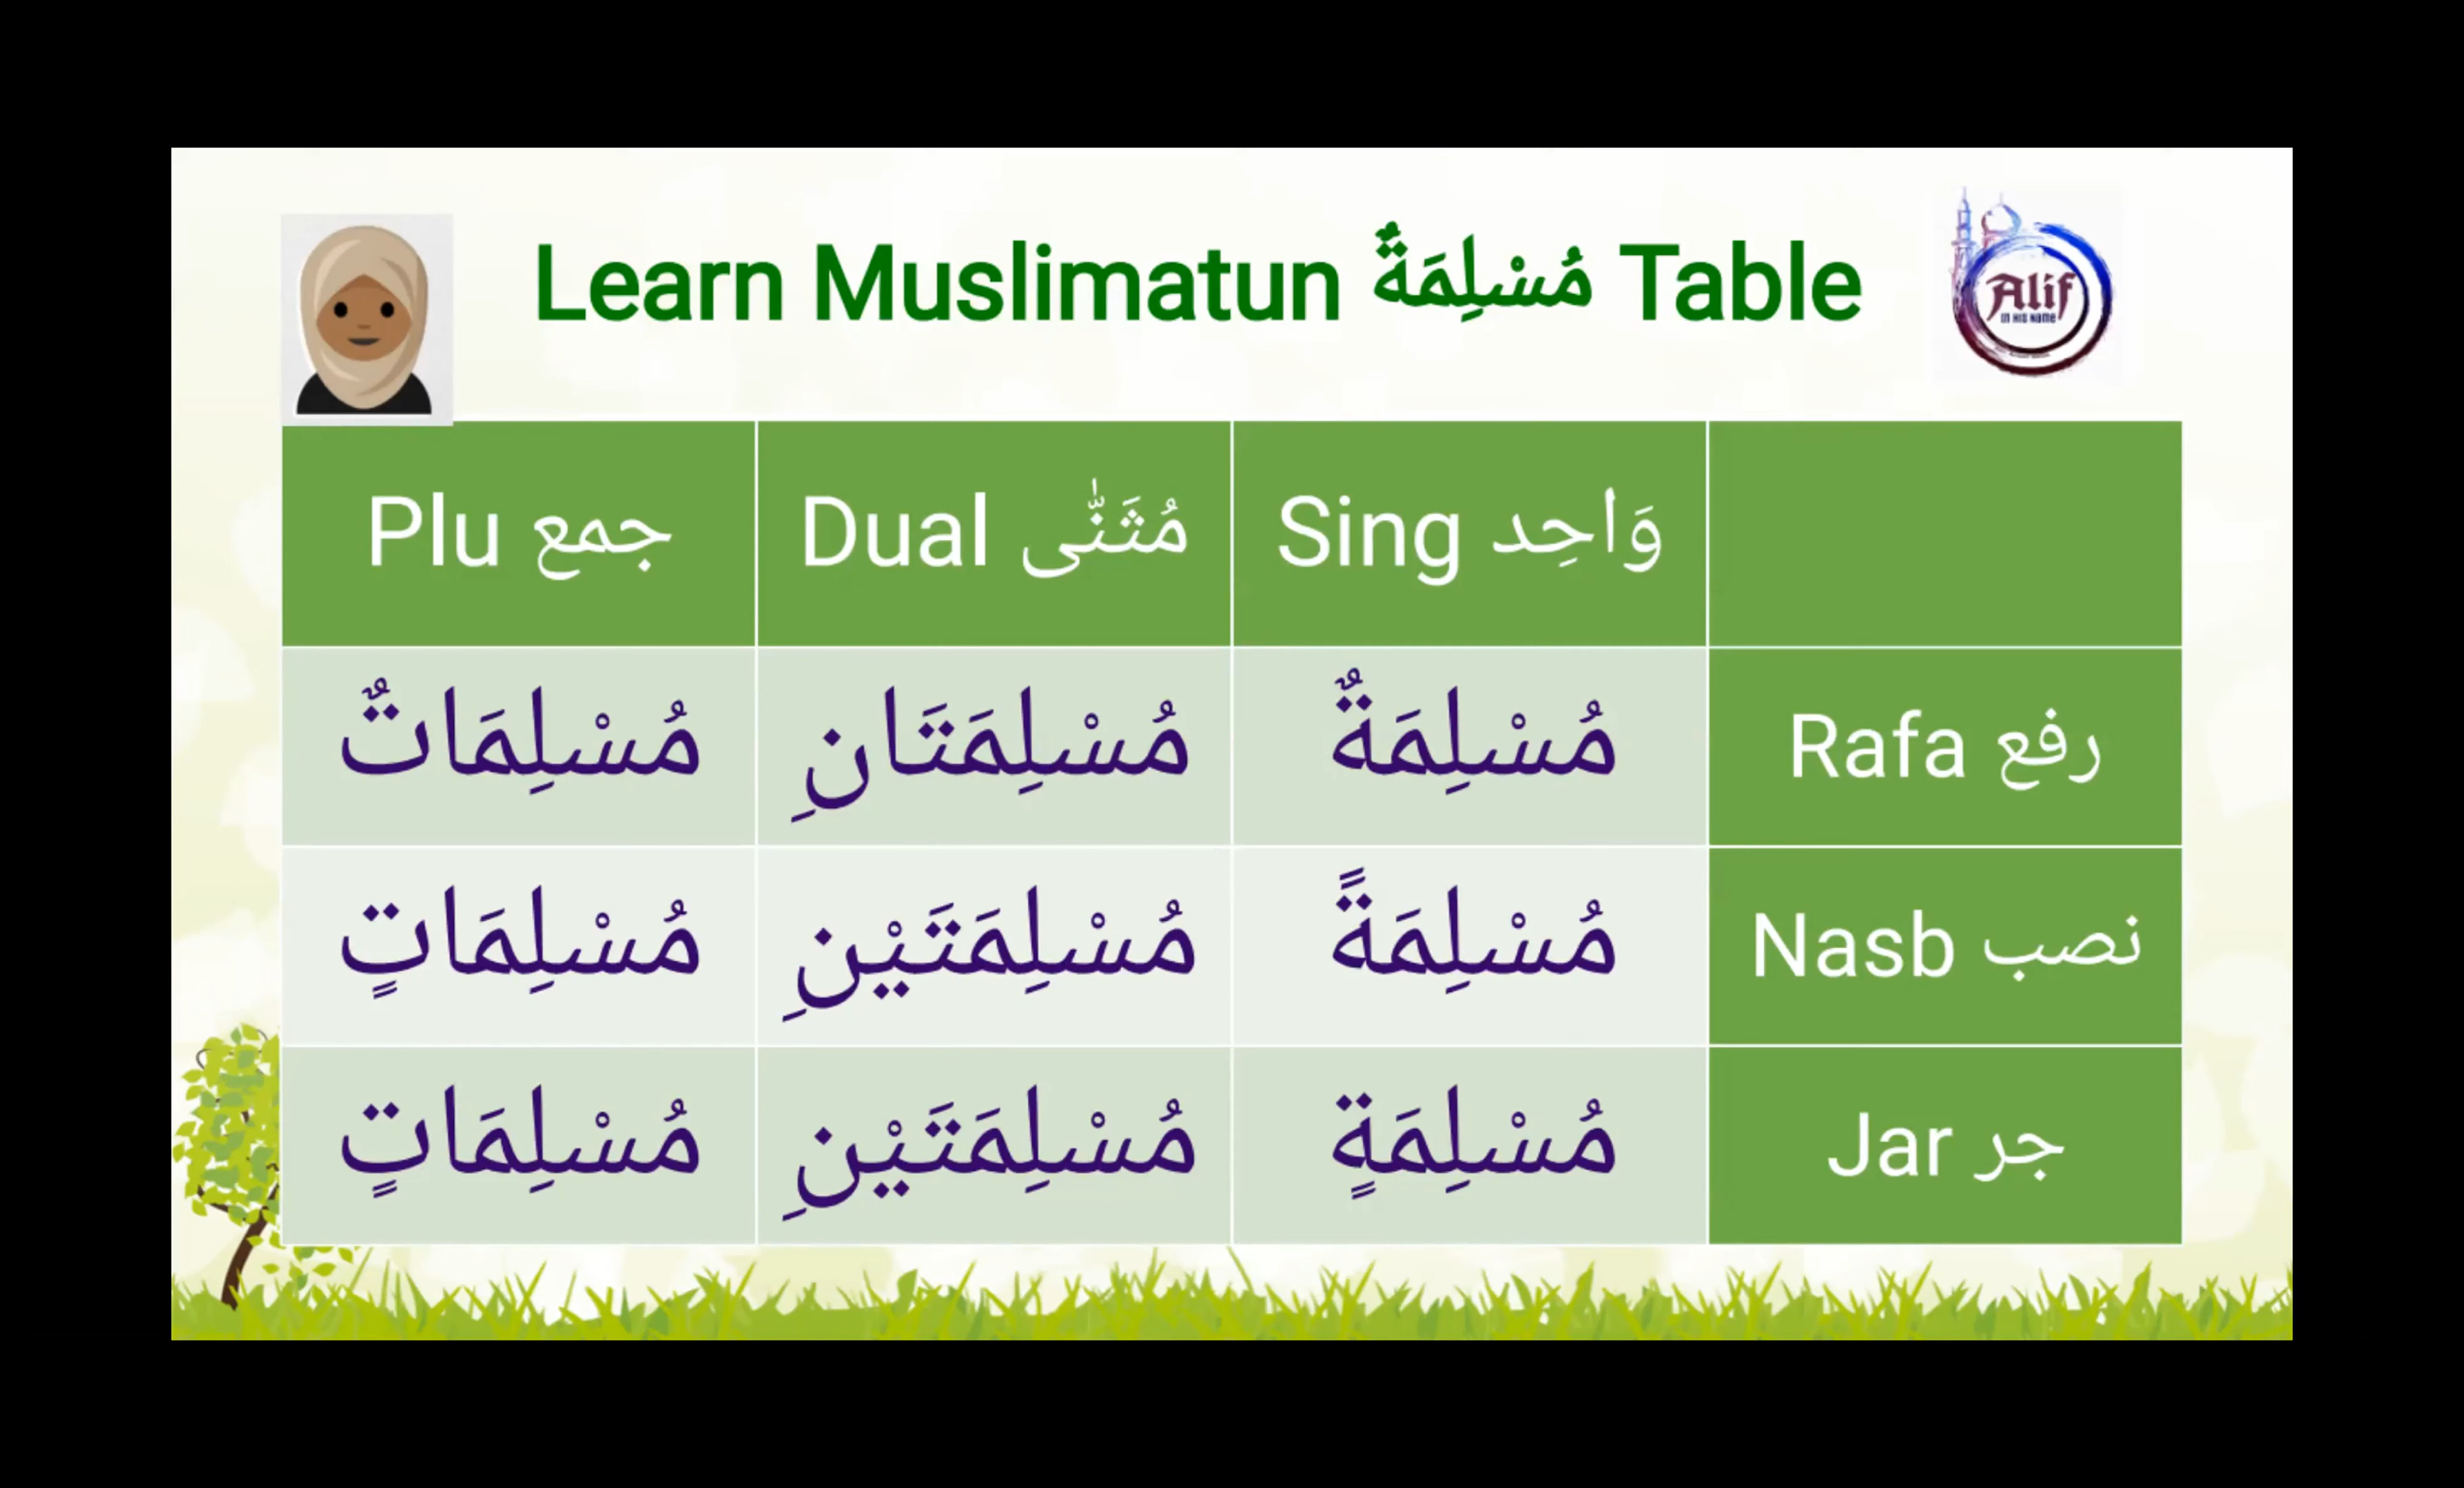 Learn Muslimatun مُسْلِمَةٌ Table
Alif
IN HIS NAME
Plu جمع Dual مُثَنّٰى Sing وَاحِد
مُسْلِمَاتٌ مُسْلِمَتَانِ مُسْلِمَةٌ Rafa رفع
مُسْلِمَاتٍ مُسْلِمَتَيْنِ مُسْلِمَةً Nasb نصب
مُسْلِمَاتٍ مُسْلِمَتَيْنِ مُسْلِمَةٍ Jar جر